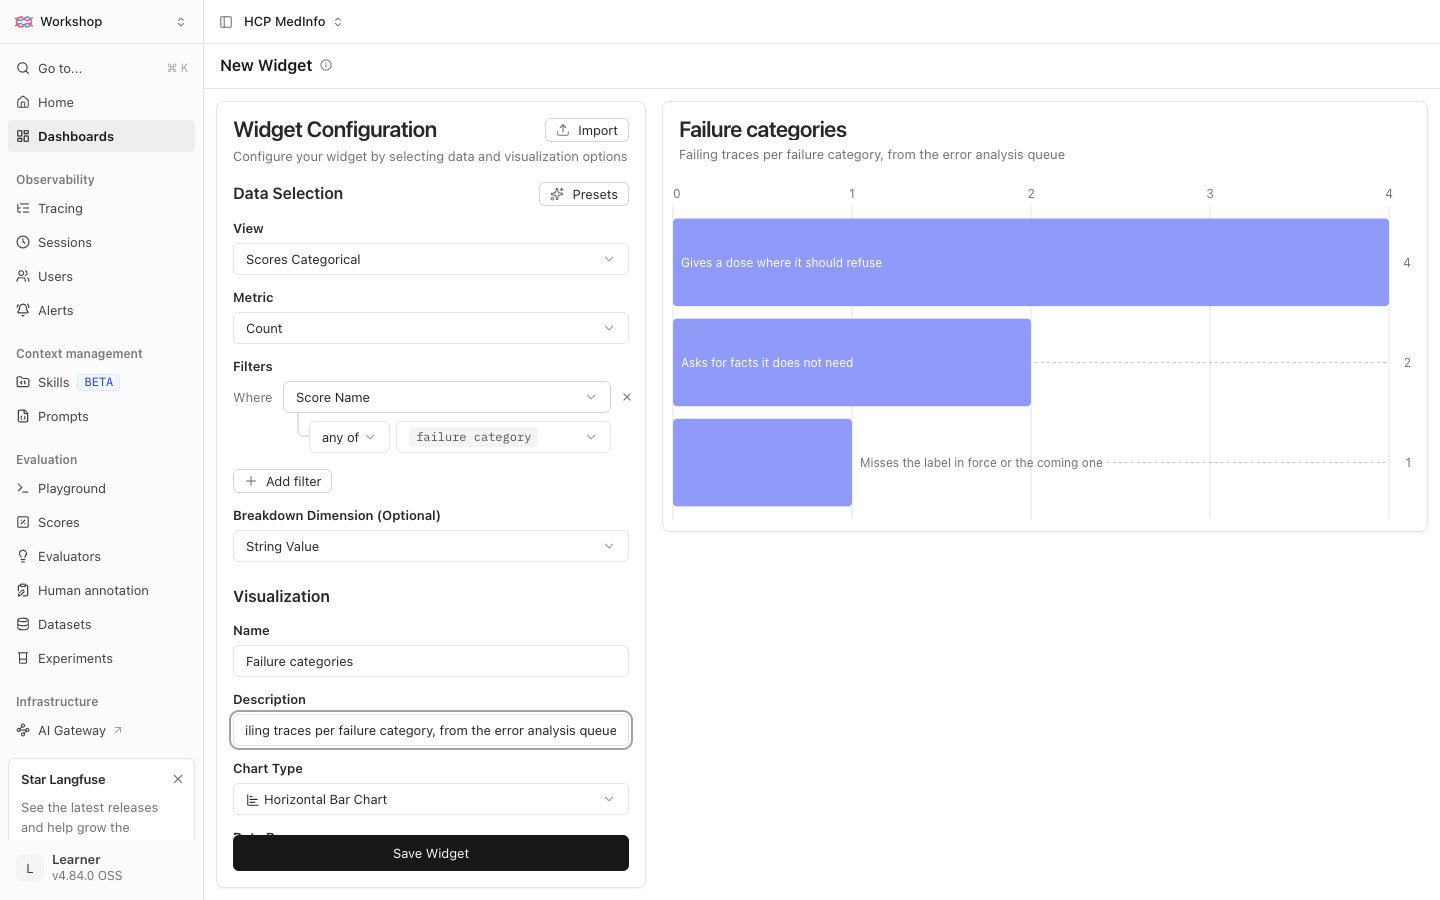 Workshop
HCP MedInfo
Go to...
⌘ K
Home
Dashboards
Observability
Tracing
Sessions
Users
Alerts
Context management
Skills BETA
Prompts
Evaluation
Playground
Scores
Evaluators
Human annotation
Datasets
Experiments
Infrastructure
AI Gateway
Star Langfuse
See the latest releases
and help grow the
L
Learner
v4.84.0 OSS
New Widget
Widget Configuration
Import
Configure your widget by selecting data and visualization options
Data Selection
Presets
View
Scores Categorical
Metric
Count
Filters
Where Score Name
any of failure category
Add filter
Breakdown Dimension (Optional)
String Value
Visualization
Name
Failure categories
Description
iling traces per failure category, from the error analysis queue
Chart Type
Horizontal Bar Chart
Save Widget
Failure categories
Failing traces per failure category, from the error analysis queue
0 1 2 3 4
Gives a dose where it should refuse 4
Asks for facts it does not need 2
Misses the label in force or the coming one 1